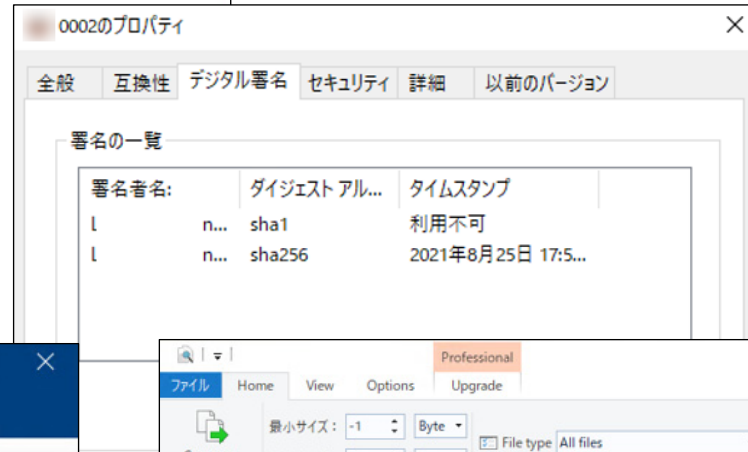 0002のプロパティ
全般 互換性 デジタル署名 セキュリティ 詳細 以前のバージョン
署名の一覧
署名者名: ダイジェスト アル... タイムスタンプ
l n... sha1 利用不可
l n... sha256 2021年8月25日 17:5...
Professional
ファイル Home View Options Upgrade
最小サイズ: -1 Byte
File type All files